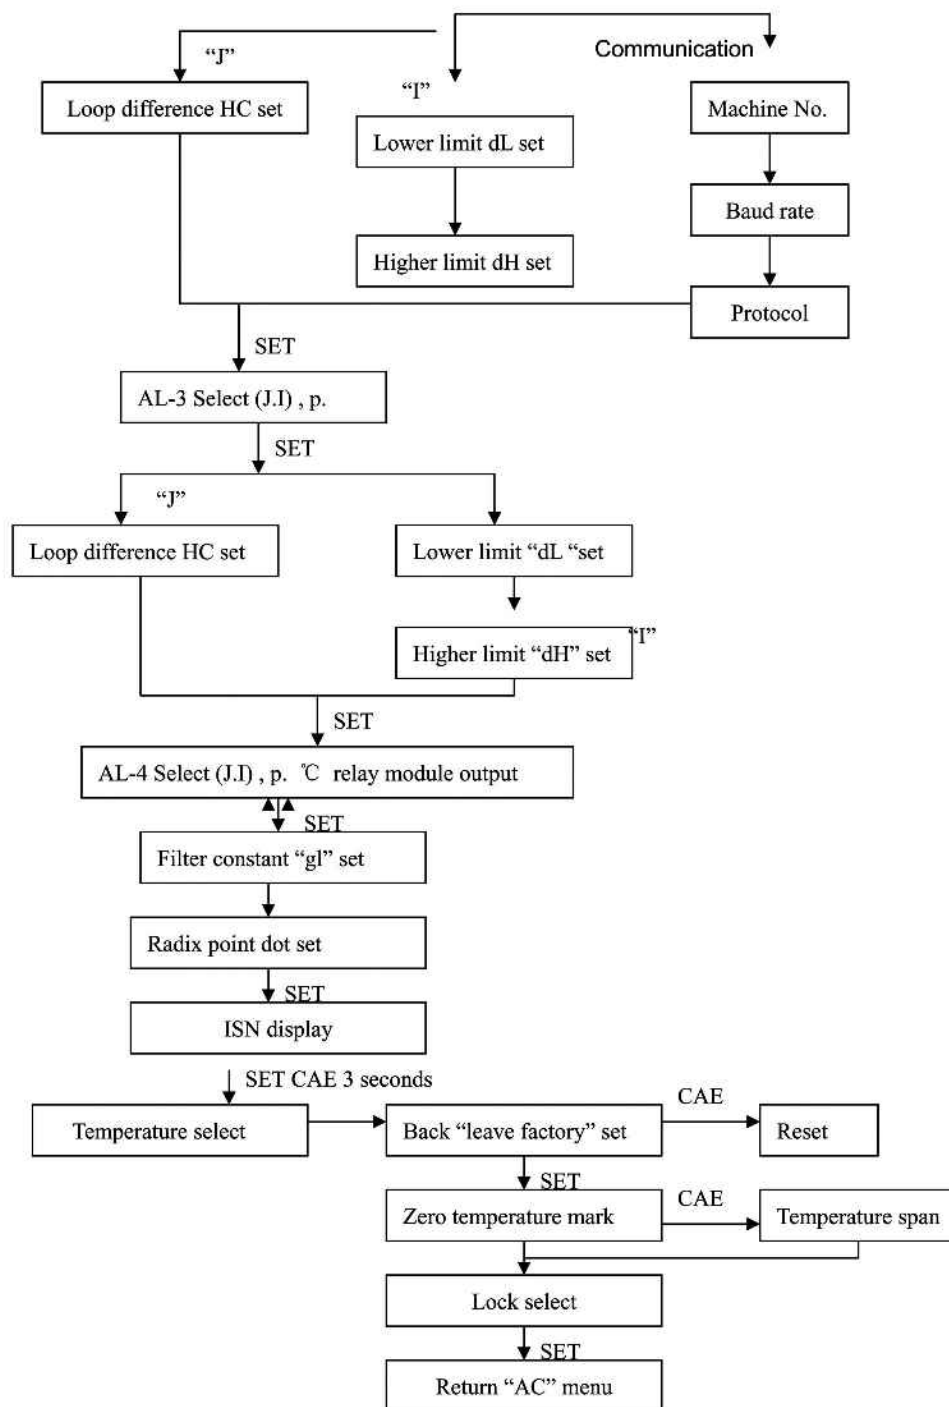 “J”
Communication
Loop difference HC set
“I”
Machine No.
Lower limit dL set
Baud rate
Higher limit dH set
Protocol
SET
AL-3 Select (J.I) , p.
SET
“J”
Loop difference HC set
Lower limit “dL “set
“I”
Higher limit “dH” set
SET
AL-4 Select (J.I) , p. ℃ relay module output
SET
Filter constant “gl” set
Radix point dot set
SET
ISN display
SET CAE 3 seconds
Temperature select
Back “leave factory” set
CAE
Reset
SET
Zero temperature mark
CAE
Temperature span
Lock select
SET
Return “AC” menu